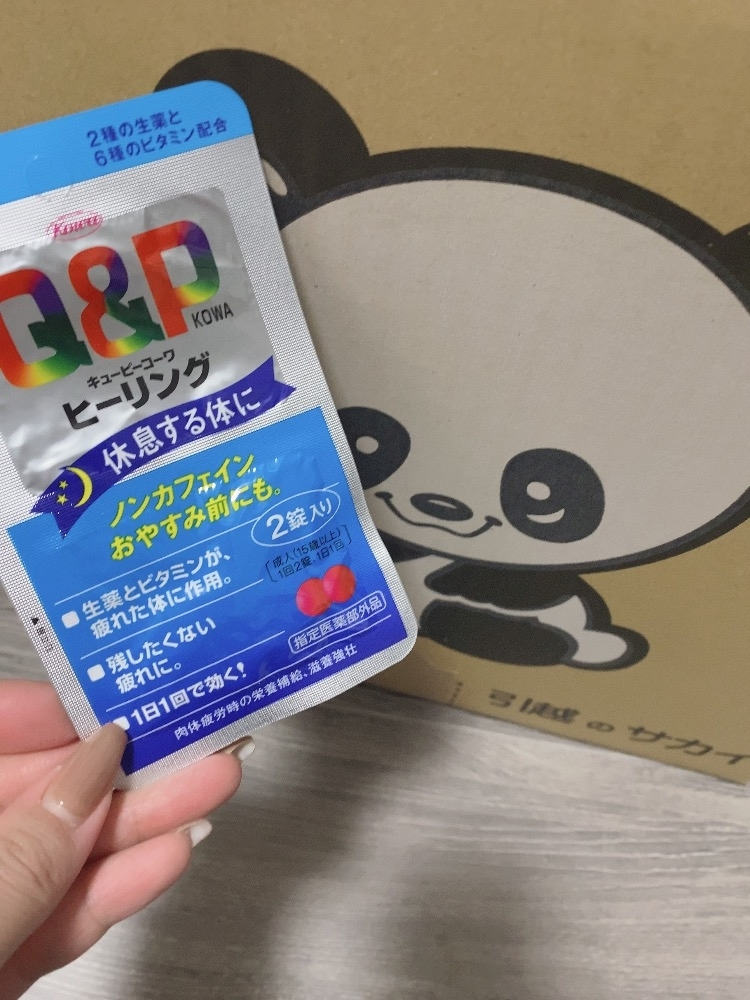 2種の生薬と
6種のビタミン配合
Kowa
Q&P
KOWA
キューピーコーワ
ヒーリング
休息する体に
ノンカフェイン
おやすみ前にも。
2錠入り
成人(15歳以上)
1回2錠、1日1回
■生薬とビタミンが、
疲れた体に作用。
■残したくない
疲れに。
■1日1回で効く!
指定医薬部外品
肉体疲労時の栄養補給、滋養強壮
引越のサカイ